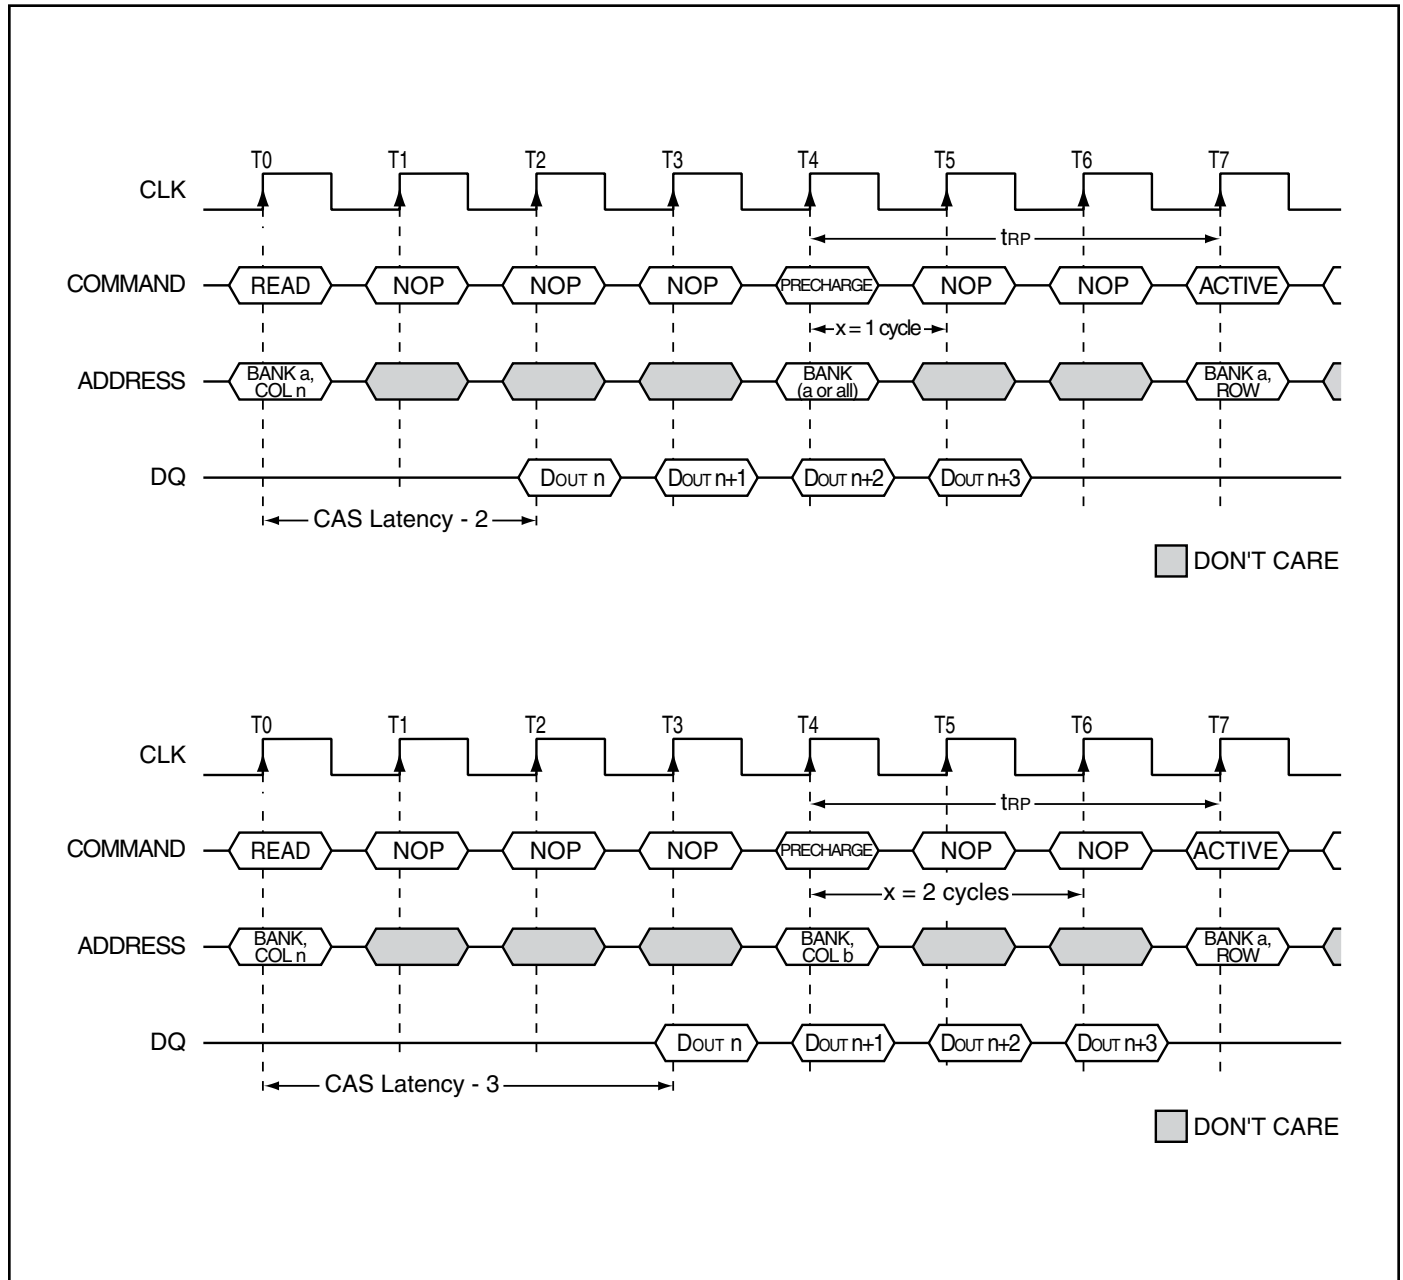 T0 T1 T2 T3 T4 T5 T6 T7
CLK
tRP
COMMAND READ NOP NOP NOP PRECHARGE NOP NOP ACTIVE
x = 1 cycle
ADDRESS BANK a, COL n BANK (a or all) BANK a, ROW
DQ DOUT n DOUT n+1 DOUT n+2 DOUT n+3
CAS Latency - 2
DON'T CARE
T0 T1 T2 T3 T4 T5 T6 T7
CLK
tRP
COMMAND READ NOP NOP NOP PRECHARGE NOP NOP ACTIVE
x = 2 cycles
ADDRESS BANK, COL n BANK, COL b BANK a, ROW
DQ DOUT n DOUT n+1 DOUT n+2 DOUT n+3
CAS Latency - 3
DON'T CARE